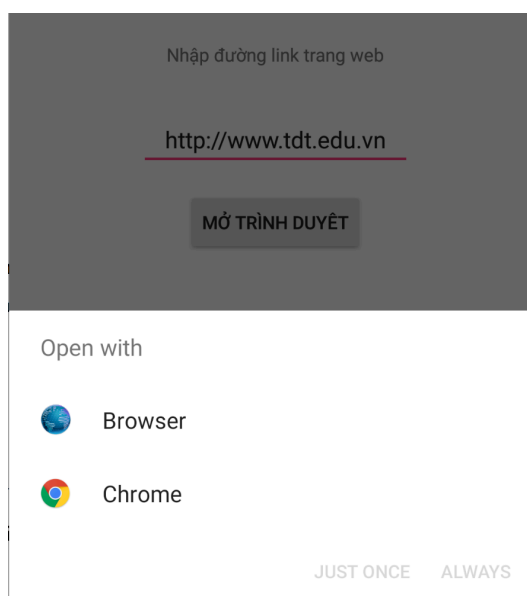 Nhập đường link trang web
http://www.tdt.edu.vn
MỞ TRÌNH DUYÊT
Open with
Browser
Chrome
JUST ONCE ALWAYS